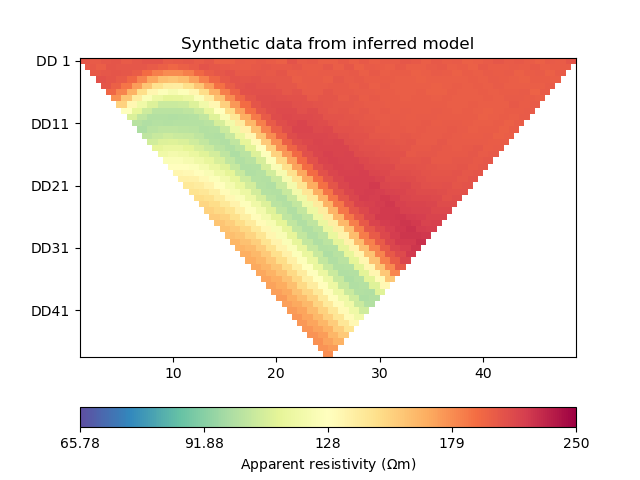 Synthetic data from inferred model
DD 1
DD11
DD21
DD31
DD41
10 20 30 40
65.78 91.88 128 179 250
Apparent resistivity (Ωm)